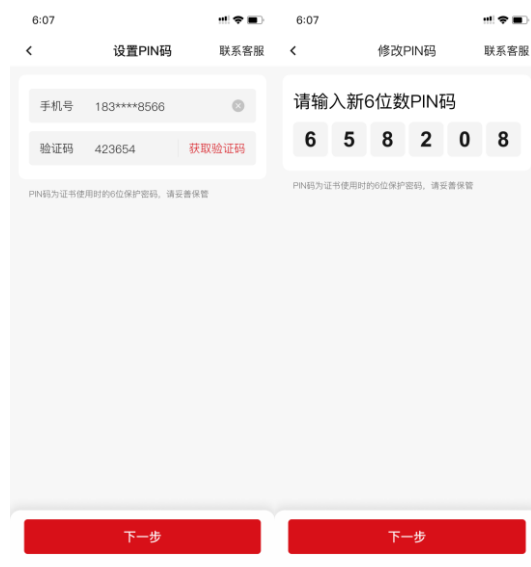 6:07
设置PIN码
联系客服
手机号 183****8566
验证码 423654 获取验证码
PIN码为证书使用时的6位保护密码，请妥善保管
下一步
6:07
修改PIN码
联系客服
请输入新6位数PIN码
6 5 8 2 0 8
PIN码为证书使用时的6位保护密码，请妥善保管
下一步